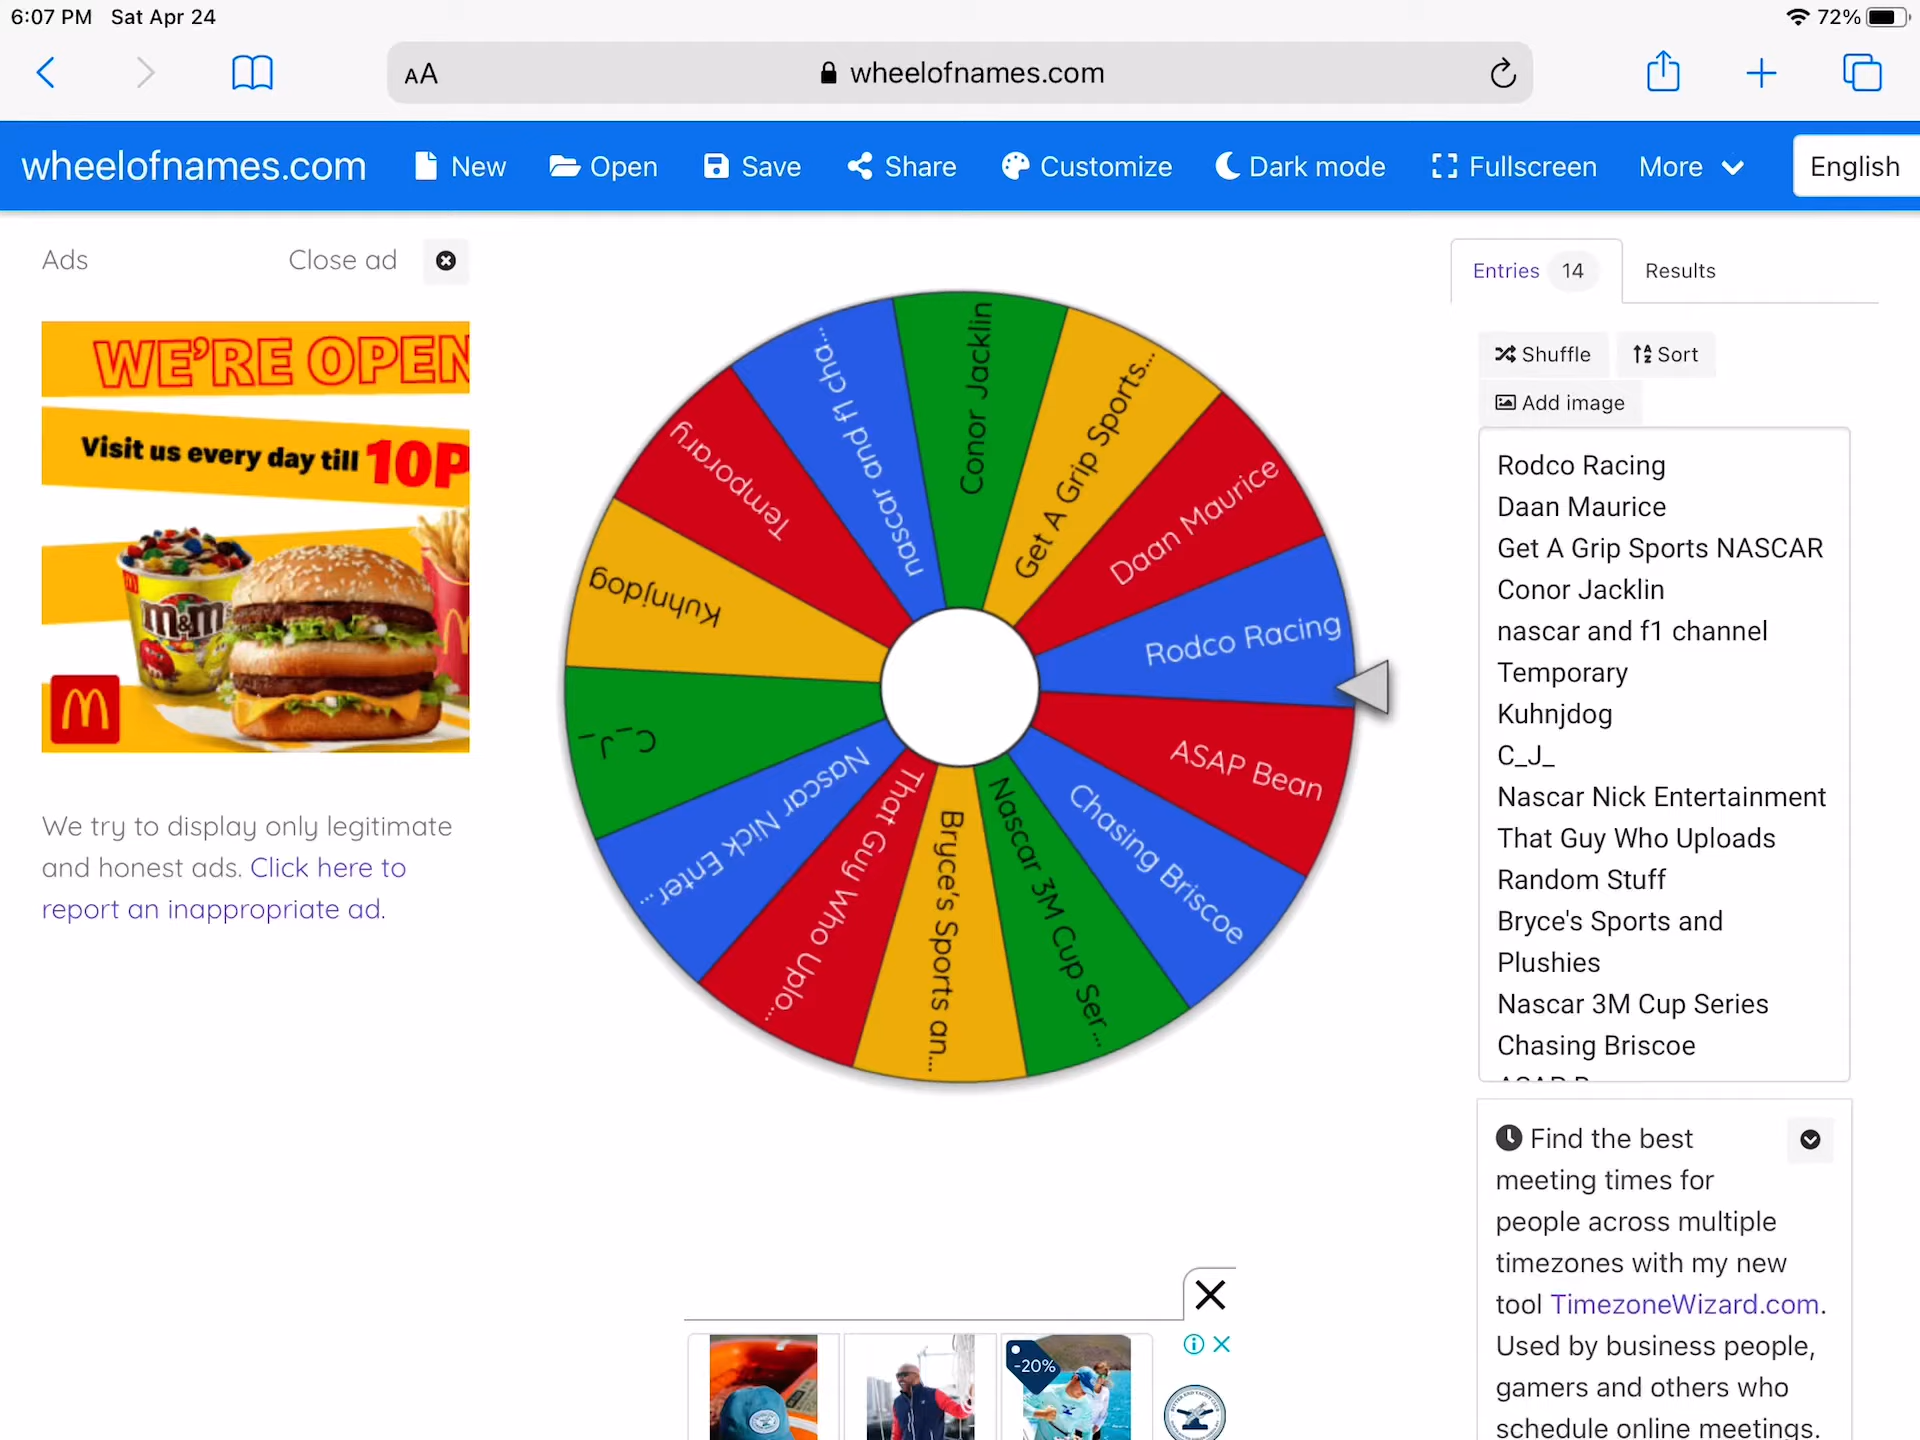 6:07 PM Sat Apr 24
72%
AA
wheelofnames.com
wheelofnames.com
New
Open
Save
Share
Customize
Dark mode
Fullscreen
More
English
Ads
Close ad
WE'RE OPEN
Visit us every day till 10P
m&m's
We try to display only legitimate
and honest ads. Click here to
report an inappropriate ad.
Conor Jacklin
Get A Grip Sports...
Daan Maurice
Rodco Racing
ASAP Bean
Chasing Briscoe
Nascar 3M Cup Ser...
Bryce's Sports an...
That Guy Who Uplo...
Nascar Nick Enter...
C_J_
Kuhnjdog
Temporary
nascar and f1 cha...
Entries 14
Results
Shuffle
Sort
Add image
Rodco Racing
Daan Maurice
Get A Grip Sports NASCAR
Conor Jacklin
nascar and f1 channel
Temporary
Kuhnjdog
C_J_
Nascar Nick Entertainment
That Guy Who Uploads
Random Stuff
Bryce's Sports and
Plushies
Nascar 3M Cup Series
Chasing Briscoe
Find the best
meeting times for
people across multiple
timezones with my new
tool TimezoneWizard.com.
Used by business people,
gamers and others who
schedule online meetings.
-20%